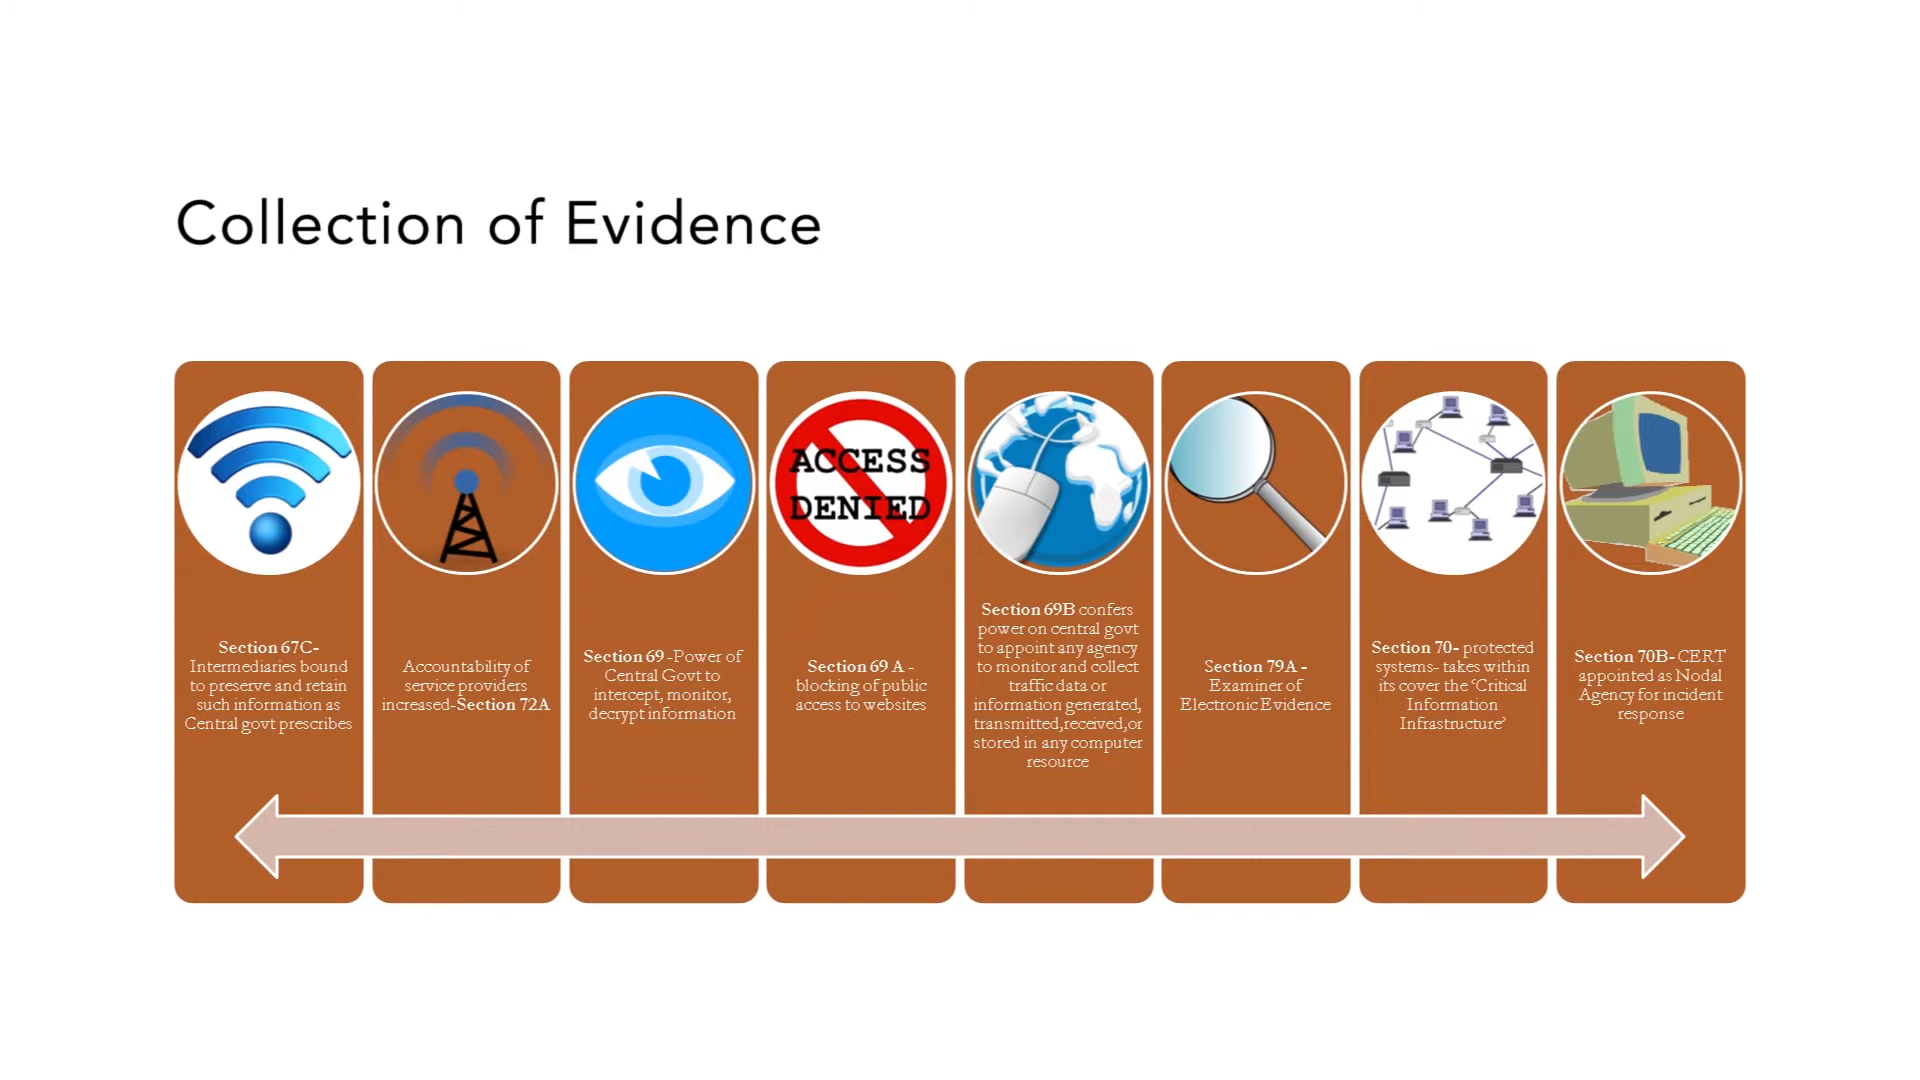 Collection of Evidence
ACCESS
DENIED
Section 67C-
Intermediaries bound
to preserve and retain
such information as
Central govt prescribes
Accountability of
service providers
increased-Section 72A
Section 69 -Power of
Central Govt to
intercept, monitor,
decrypt information
Section 69 A -
blocking of public
access to websites
Section 69B confers
power on central govt
to appoint any agency
to monitor and collect
traffic data or
information generated,
transmitted,received,or
stored in any computer
resource
Section 79A -
Examiner of
Electronic Evidence
Section 70- protected
systems- takes within
its cover the ‘Critical
Information
Infrastructure’
Section 70B- CERT
appointed as Nodal
Agency for incident
response